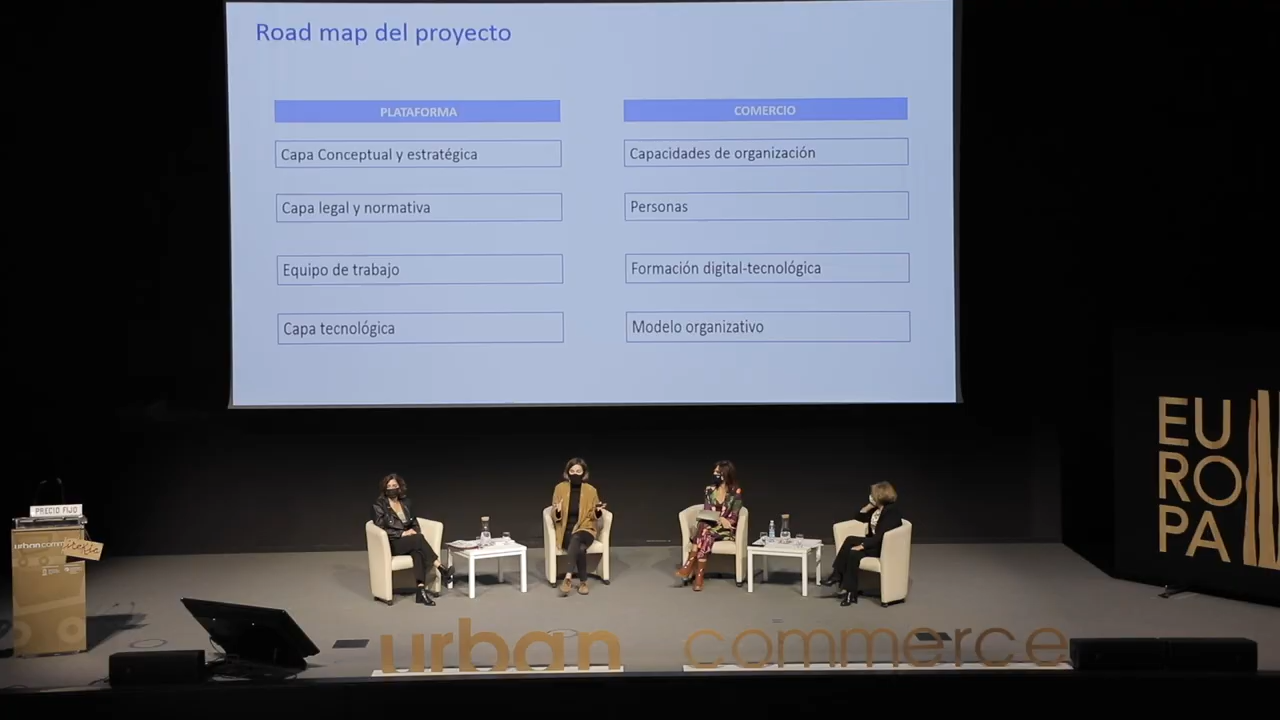 Road map del proyecto
PLATAFORMA
COMERCIO
Capa Conceptual y estratégica
Capacidades de organización
Capa legal y normativa
Personas
Equipo de trabajo
Formación digital-tecnológica
Capa tecnológica
Modelo organizativo
EU
RO
PA
PRECIO FIJO
urban commerce